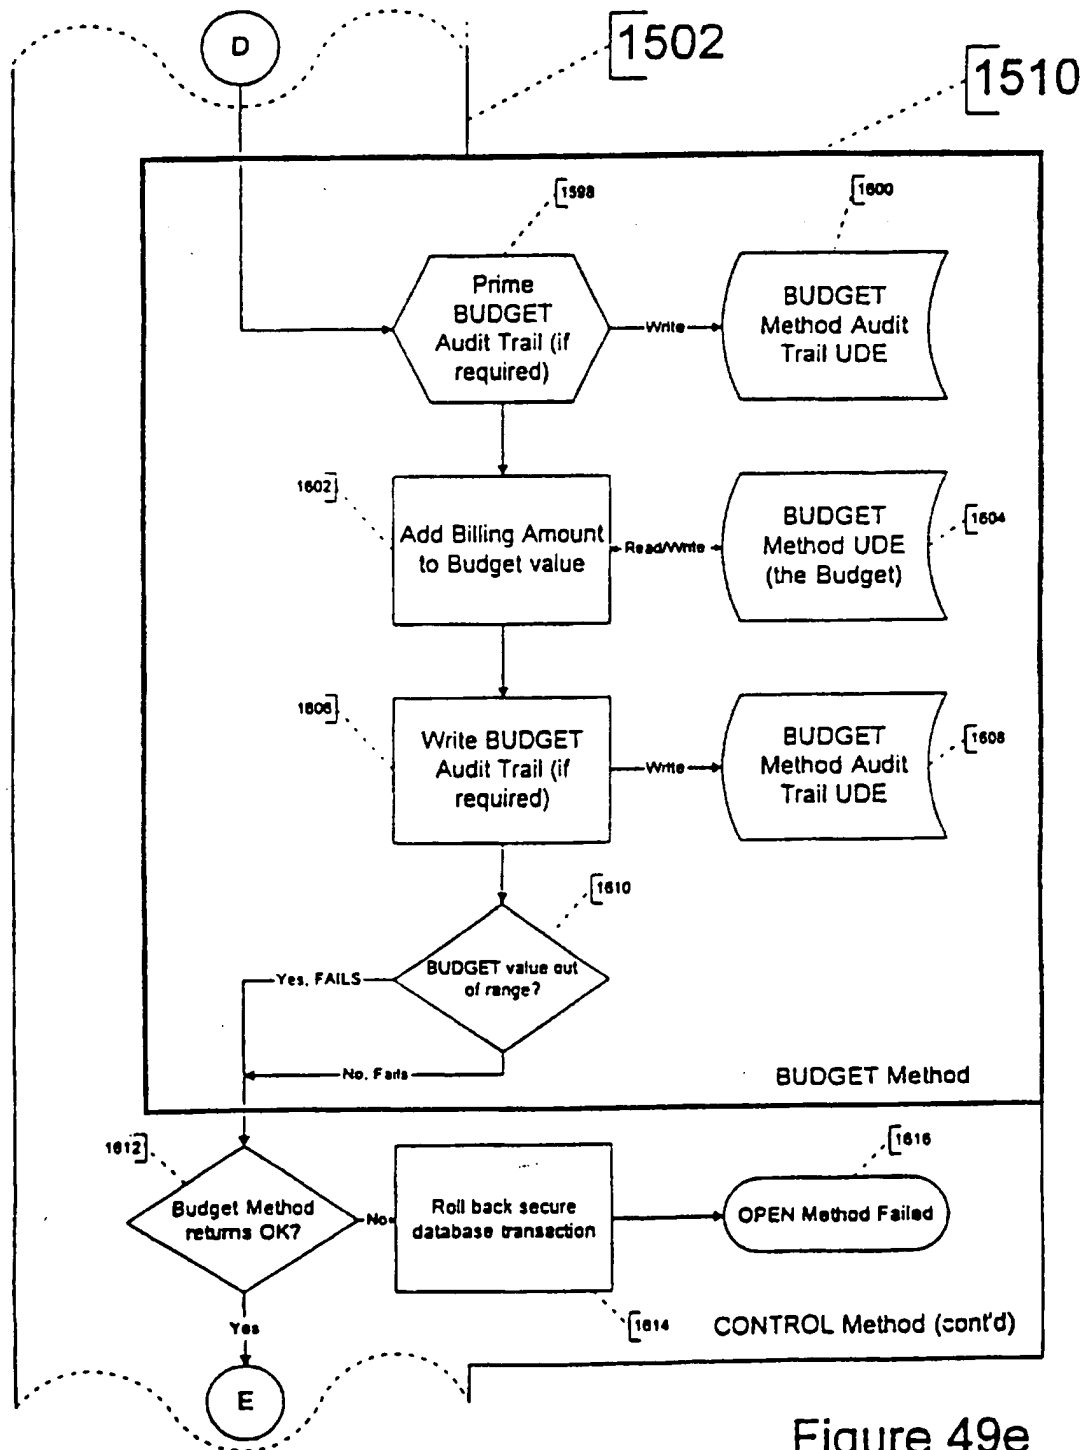 D
1502
1510
1598
1600
Prime
BUDGET
Audit Trail (if
required)
Write
BUDGET
Method Audit
Trail UDE
1602
Add Billing Amount
to Budget value
Read/Write
BUDGET
Method UDE
(the Budget)
1604
1606
Write BUDGET
Audit Trail (if
required)
Write
BUDGET
Method Audit
Trail UDE
1608
1610
BUDGET value out
of range?
Yes, FAILS
No, Fails
BUDGET Method
1612
Budget Method
returns OK?
No
Roll back secure
database transaction
1616
OPEN Method Failed
1614
Yes
CONTROL Method (cont'd)
E
Figure 49e